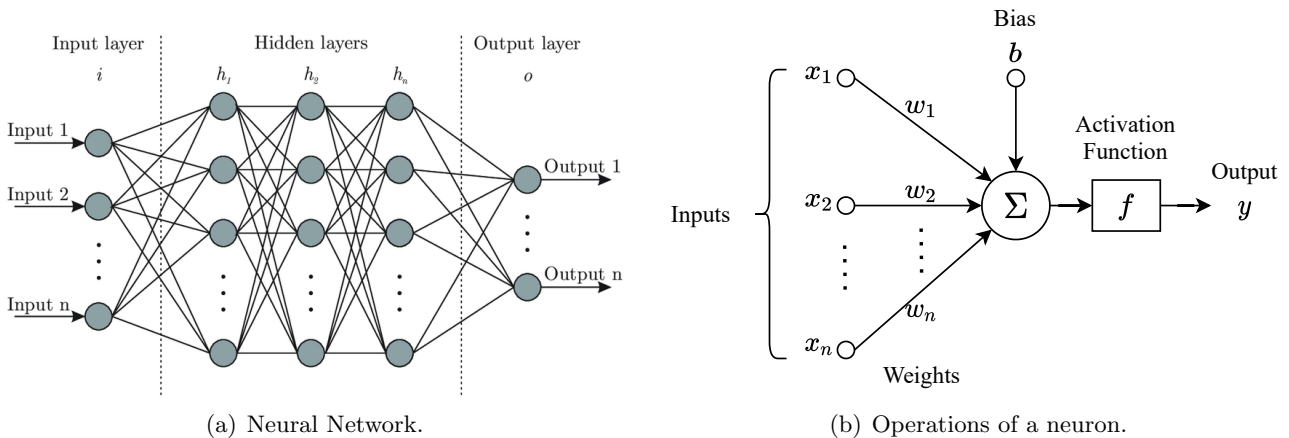 Input layer
Hidden layers
Output layer
i
h1
h2
hn
o
Input 1
Input 2
Input n
Output 1
Output n
(a) Neural Network.
Bias
b
Inputs
x1
x2
xn
w1
w2
wn
Weights
Σ
Activation
Function
f
Output
y
(b) Operations of a neuron.